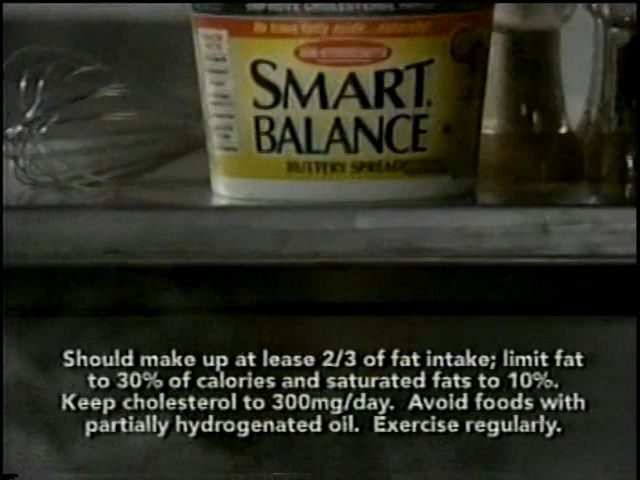 SMART
BALANCE
BUTTERY SPREAD
Should make up at lease 2/3 of fat intake; limit fat
to 30% of calories and saturated fats to 10%.
Keep cholesterol to 300mg/day. Avoid foods with
partially hydrogenated oil. Exercise regularly.